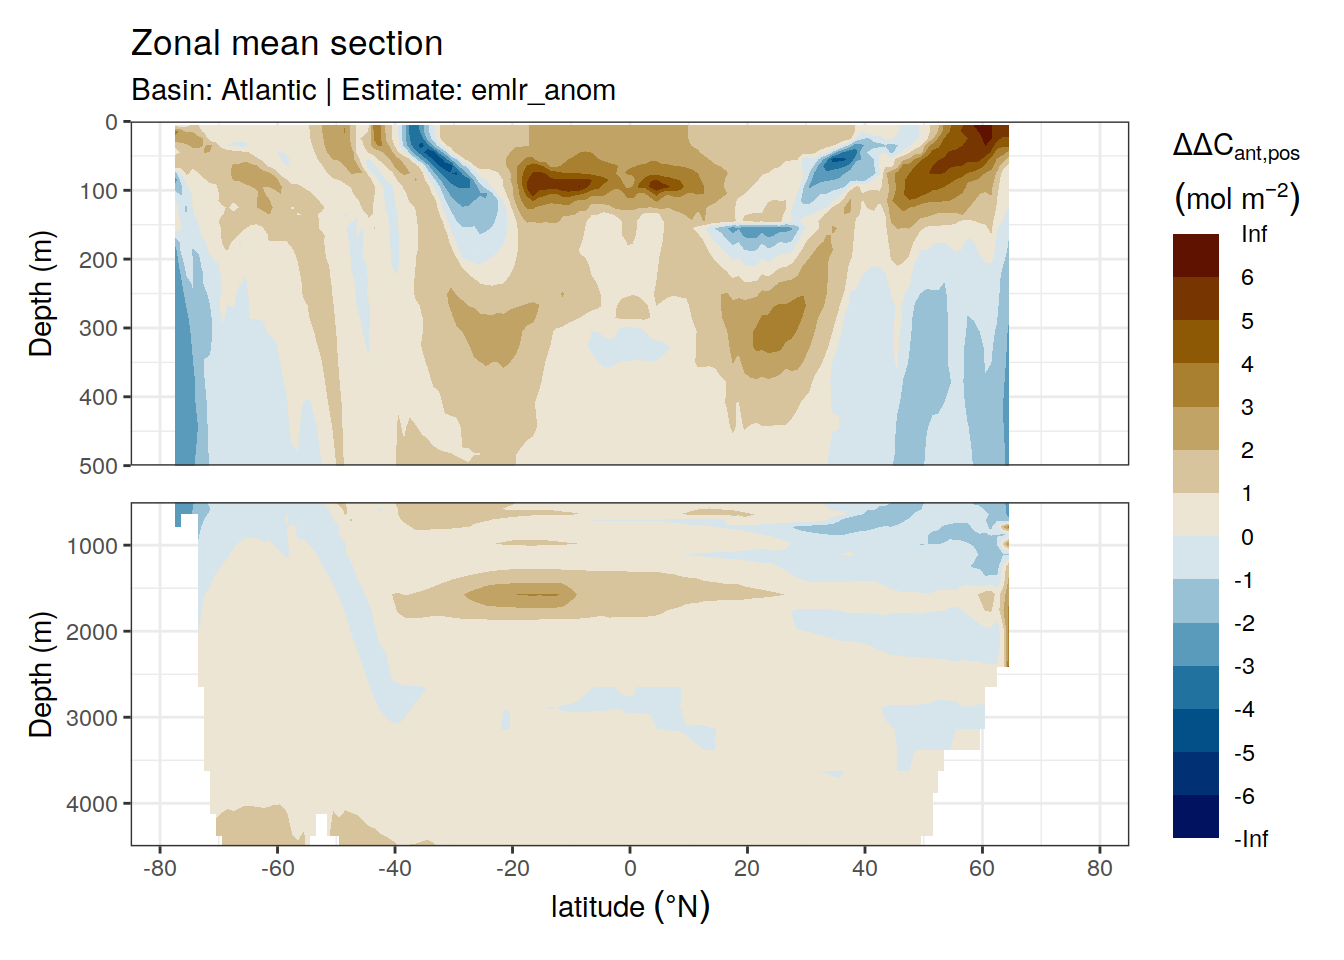 Zonal mean section
Basin: Atlantic | Estimate: emlr_anom
0
100
200
300
400
500
Depth (m)
1000
2000
3000
4000
Depth (m)
-80 -60 -40 -20 0 20 40 60 80
latitude (°N)
ΔΔCant,pos
(mol m−2)
Inf
6
5
4
3
2
1
0
-1
-2
-3
-4
-5
-6
-Inf